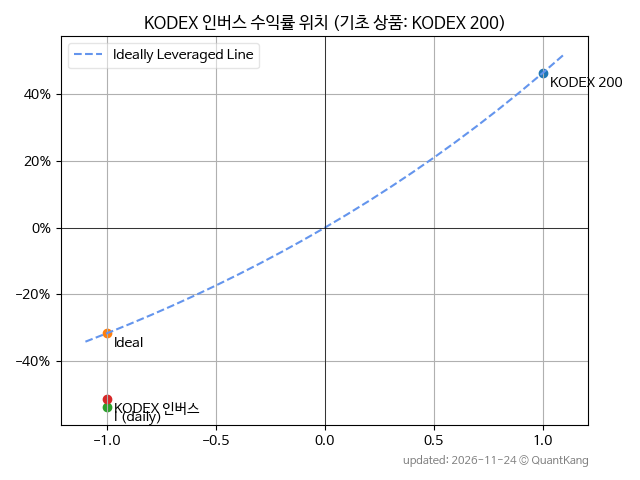 KODEX 인버스 수익률 위치 (기초 상품: KODEX 200)
Ideally Leveraged Line
KODEX 200
40%
20%
0%
−20%
−40%
Ideal
KODEX 인버스
I (daily)
−1.0 −0.5 0.0 0.5 1.0
updated: 2026-11-24 © QuantKang